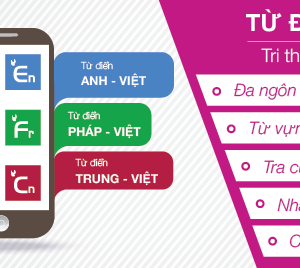 En
Từ điển
ANH - VIỆT
Fr
Từ điển
PHÁP - VIỆT
Cn
Từ điển
TRUNG - VIỆT
TỪ Đ
Tri th
Đa ngôn
Từ vựn
Tra c
Nh
C